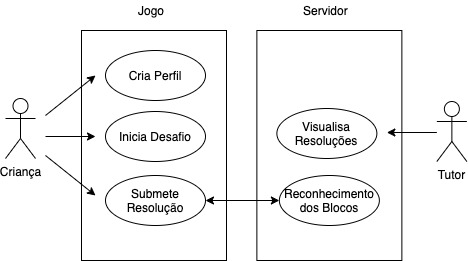 Jogo
Servidor
Cria Perfil
Inicia Desafio
Visualisa
Resoluções
Criança
Tutor
Submete
Resolução
Reconhecimento
dos Blocos